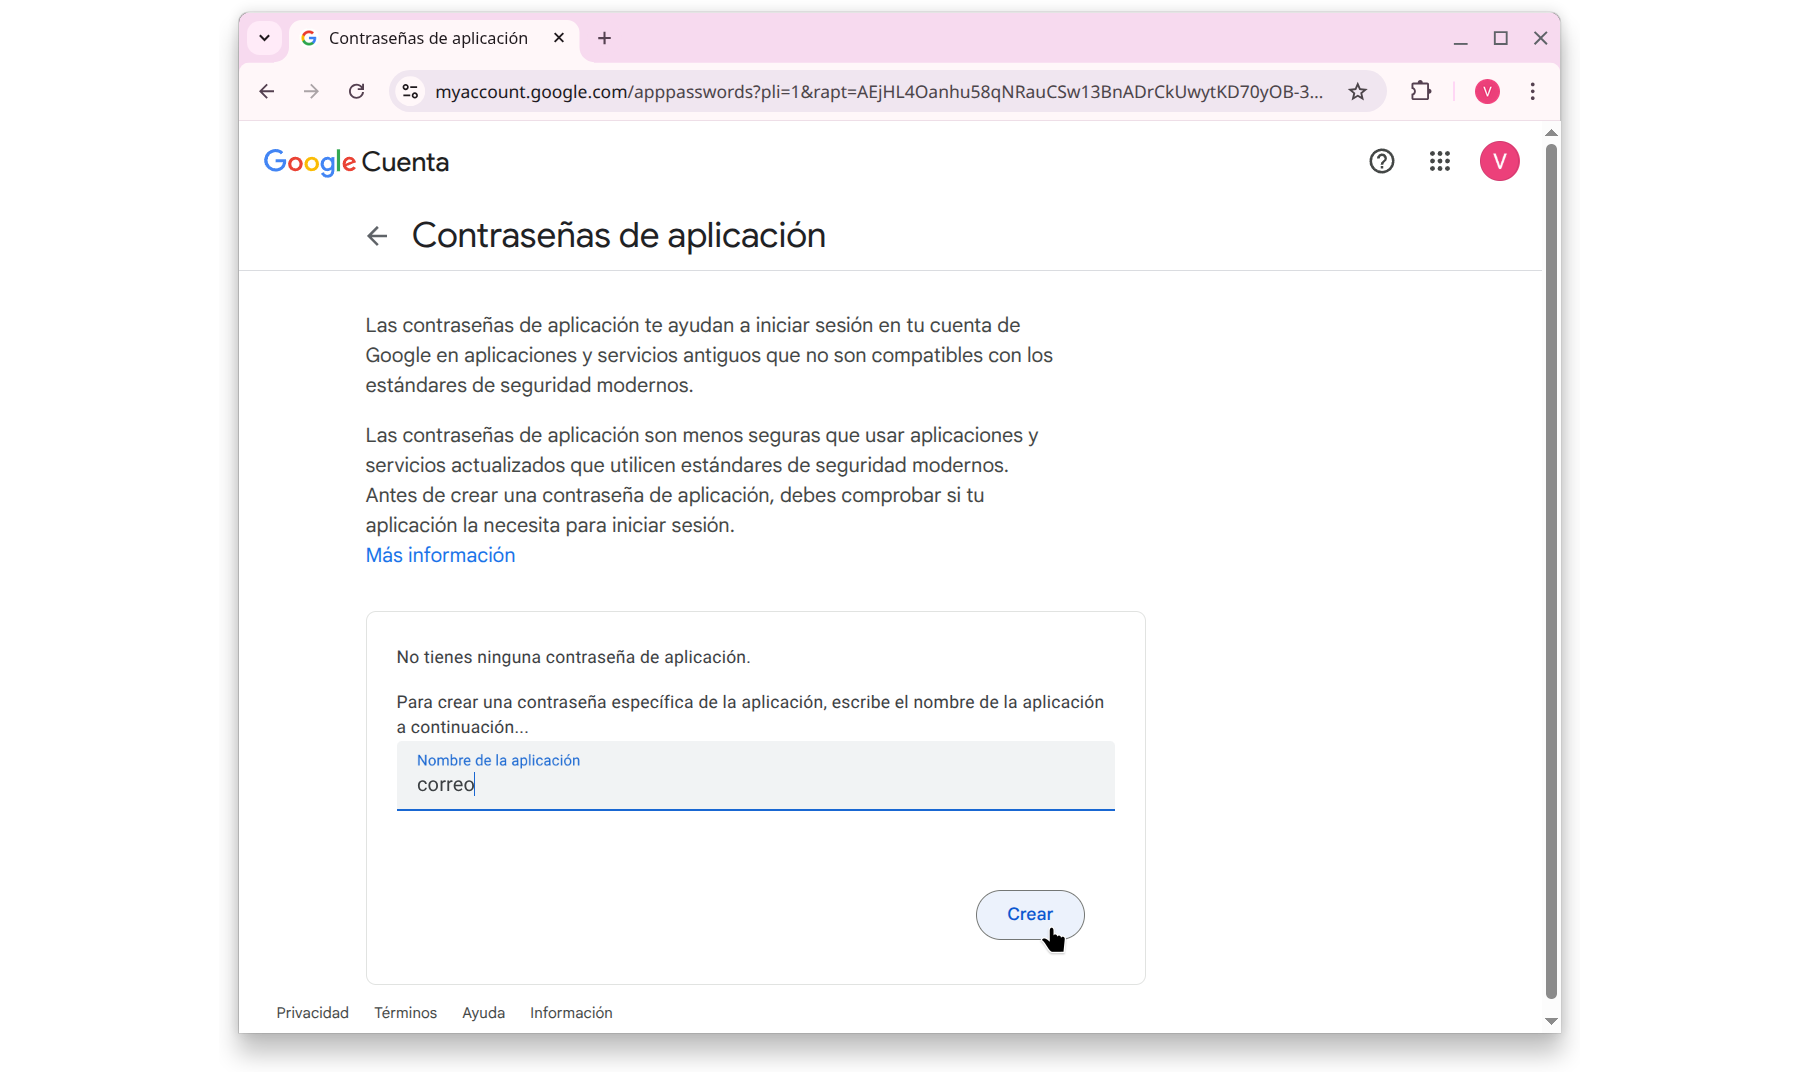 Contraseñas de aplicación
myaccount.google.com/apppasswords?pli=1&rapt=AEjHL4Oanhu58qNRauCSw13BnADrCkUwytKD70yOB-3...
V
Google Cuenta
V
Contraseñas de aplicación
Las contraseñas de aplicación te ayudan a iniciar sesión en tu cuenta de
Google en aplicaciones y servicios antiguos que no son compatibles con los
estándares de seguridad modernos.
Las contraseñas de aplicación son menos seguras que usar aplicaciones y
servicios actualizados que utilicen estándares de seguridad modernos.
Antes de crear una contraseña de aplicación, debes comprobar si tu
aplicación la necesita para iniciar sesión.
Más información
No tienes ninguna contraseña de aplicación.
Para crear una contraseña específica de la aplicación, escribe el nombre de la aplicación
a continuación...
Nombre de la aplicación
correo
Crear
Privacidad Términos Ayuda Información